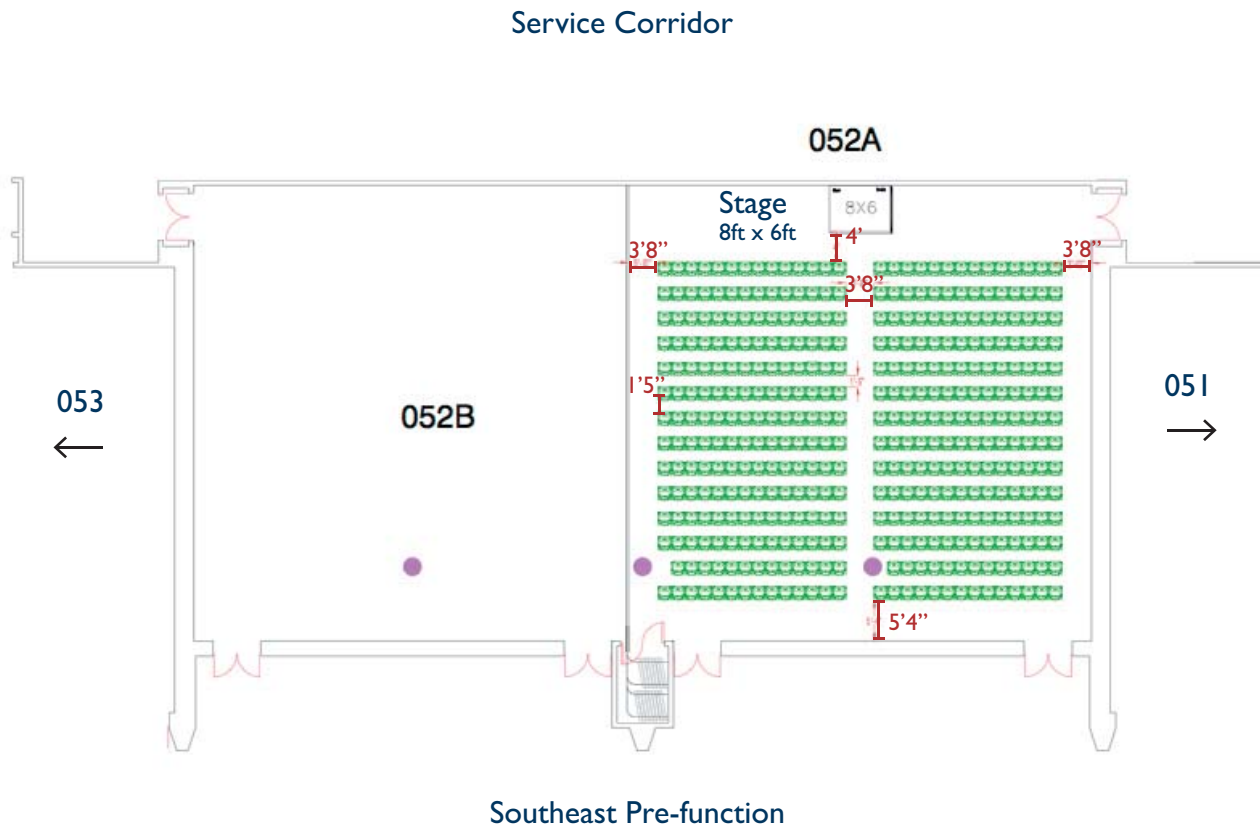 Service Corridor
052A
Stage
8ft x 6ft
8X6
4’
3’8”
3’8”
3’8”
1’5”
053
052B
051
5’4”
Southeast Pre-function